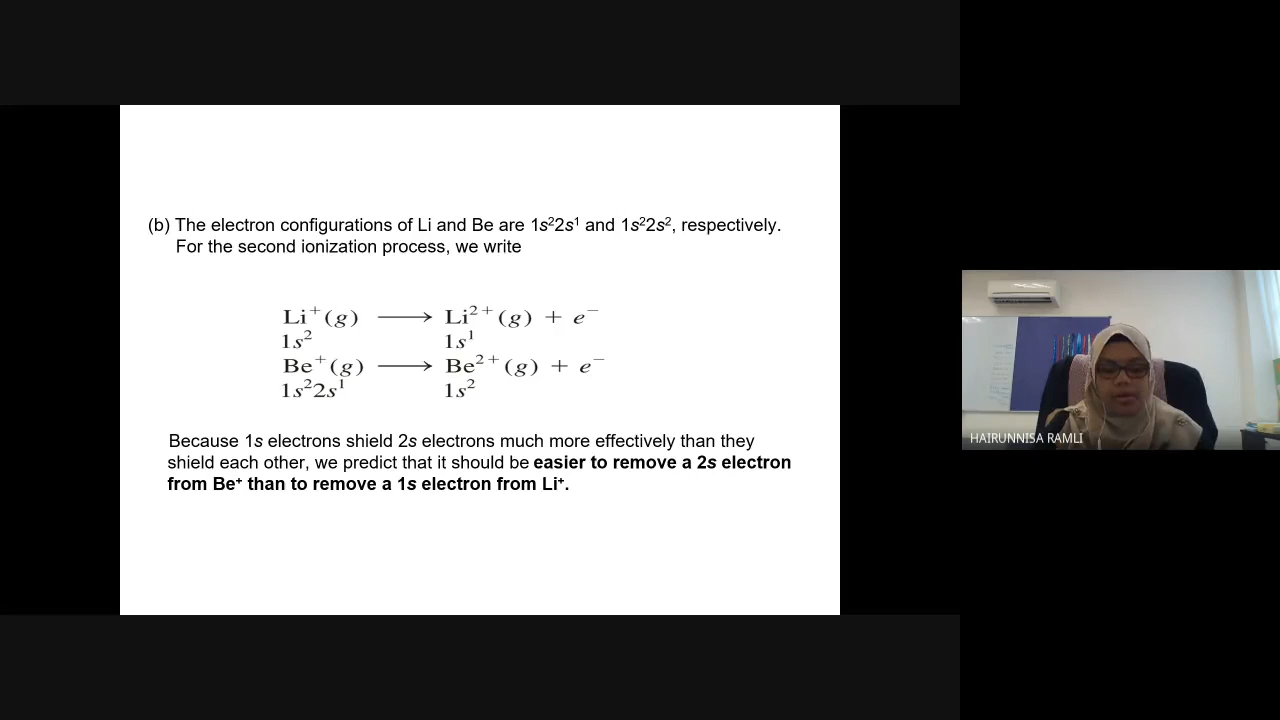 (b) The electron configurations of Li and Be are 1s²2s¹ and 1s²2s², respectively.
For the second ionization process, we write
Li⁺(g) ⟶ Li²⁺(g) + e⁻
1s² 1s¹
Be⁺(g) ⟶ Be²⁺(g) + e⁻
1s²2s¹ 1s²
Because 1s electrons shield 2s electrons much more effectively than they
shield each other, we predict that it should be easier to remove a 2s electron
from Be⁺ than to remove a 1s electron from Li⁺.
HAIRUNNISA RAMLI